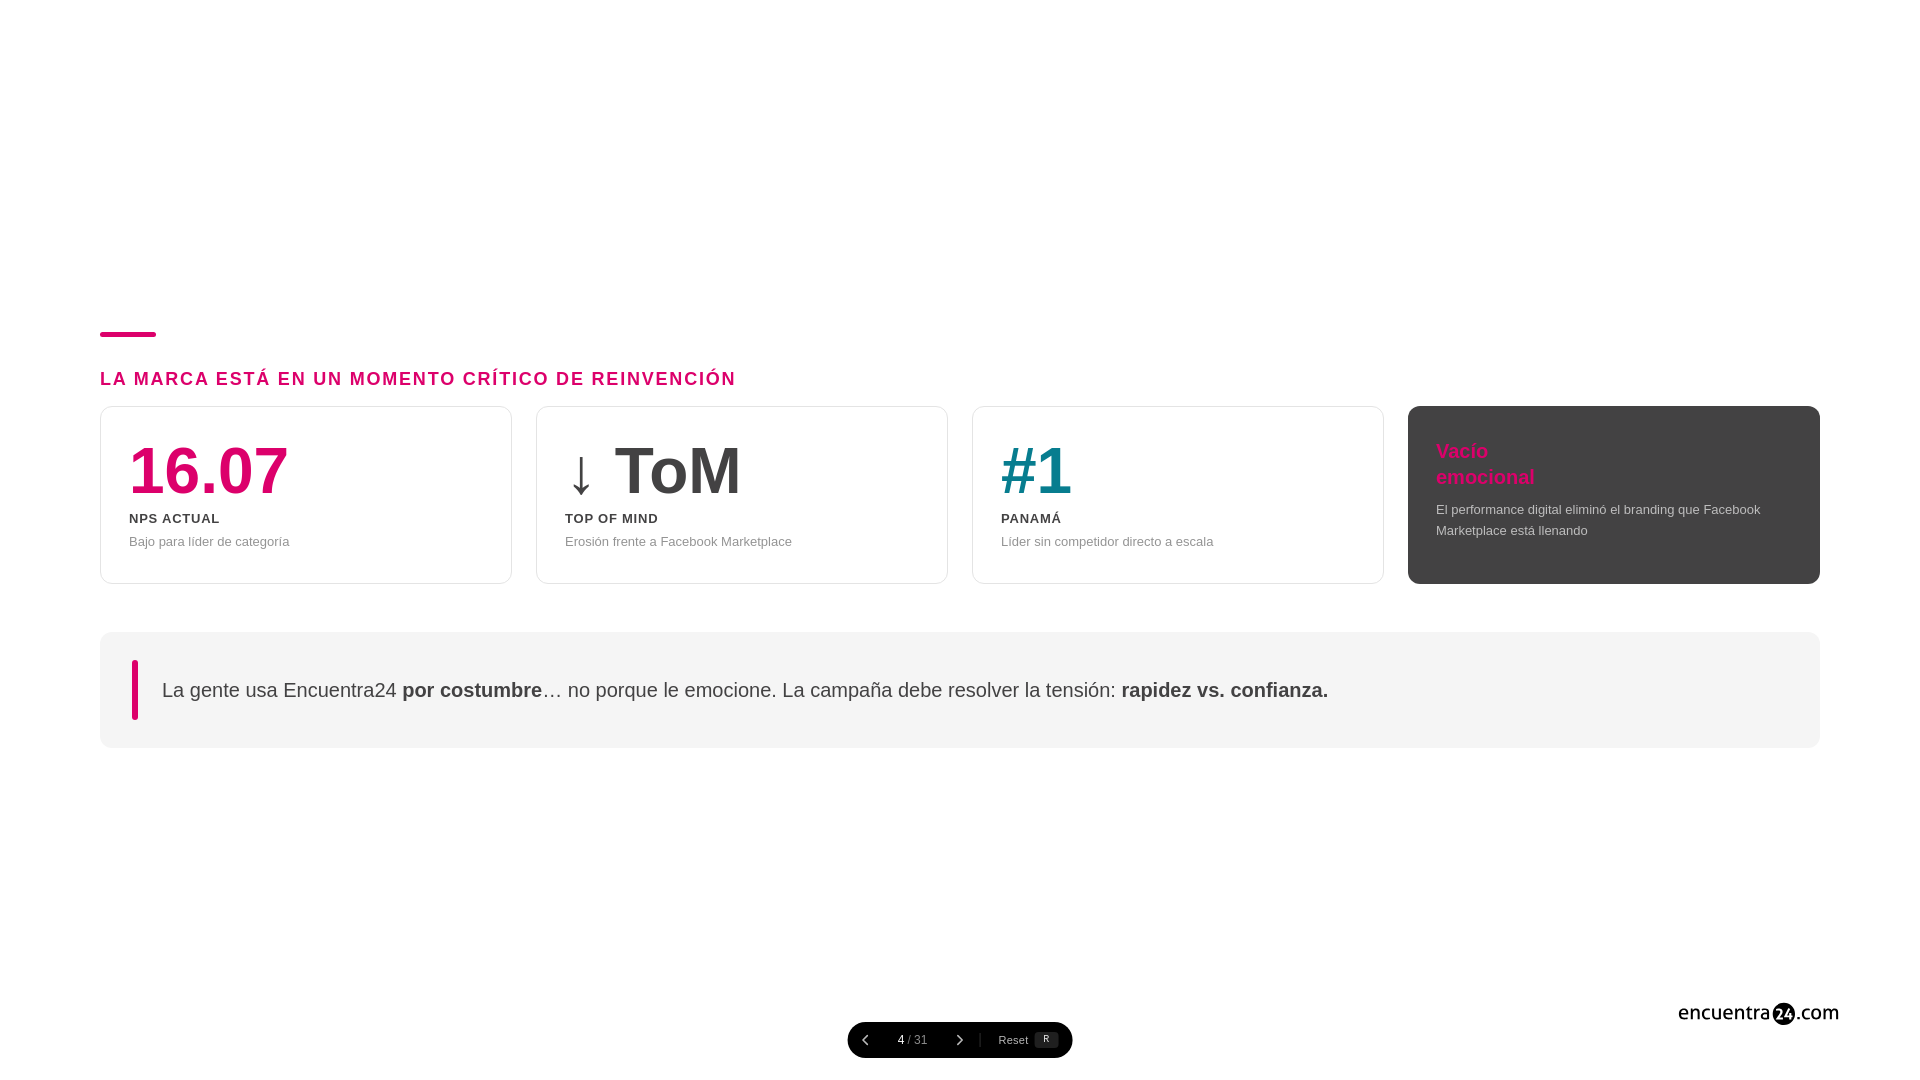 LA MARCA ESTÁ EN UN MOMENTO CRÍTICO DE REINVENCIÓN
16.07
NPS ACTUAL
Bajo para líder de categoría
↓ ToM
TOP OF MIND
Erosión frente a Facebook Marketplace
#1
PANAMÁ
Líder sin competidor directo a escala
Vacío
emocional
El performance digital eliminó el branding que Facebook
Marketplace está llenando
La gente usa Encuentra24 por costumbre… no porque le emocione. La campaña debe resolver la tensión: rapidez vs. confianza.
encuentra24.com
4 / 31
Reset R